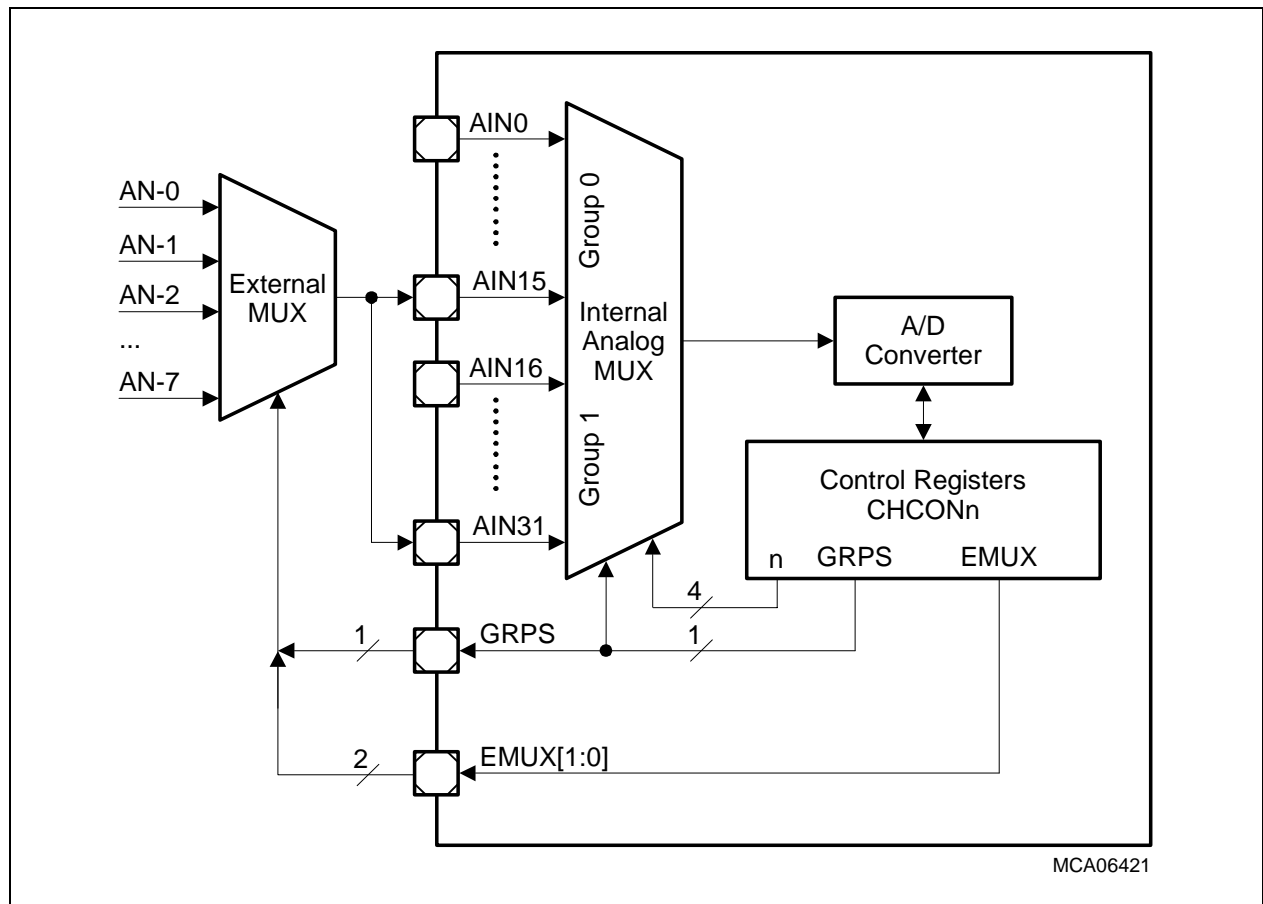 AN-0
AN-1
AN-2
...
AN-7
External
MUX
AIN0
AIN15
AIN16
AIN31
Group 0
Internal
Analog
MUX
Group 1
A/D
Converter
Control Registers
CHCONn
n GRPS EMUX
4
1
GRPS
1
2
EMUX[1:0]
MCA06421